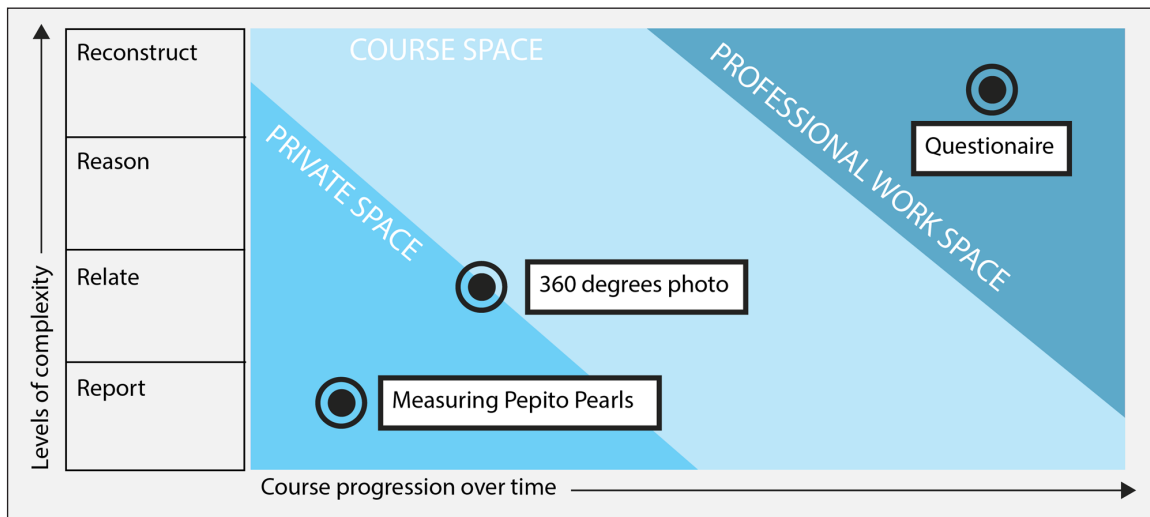 Levels of complexity
Reconstruct
Reason
Relate
Report
COURSE SPACE
PRIVATE SPACE
PROFESSIONAL WORK SPACE
Questionaire
360 degrees photo
Measuring Pepito Pearls
Course progression over time